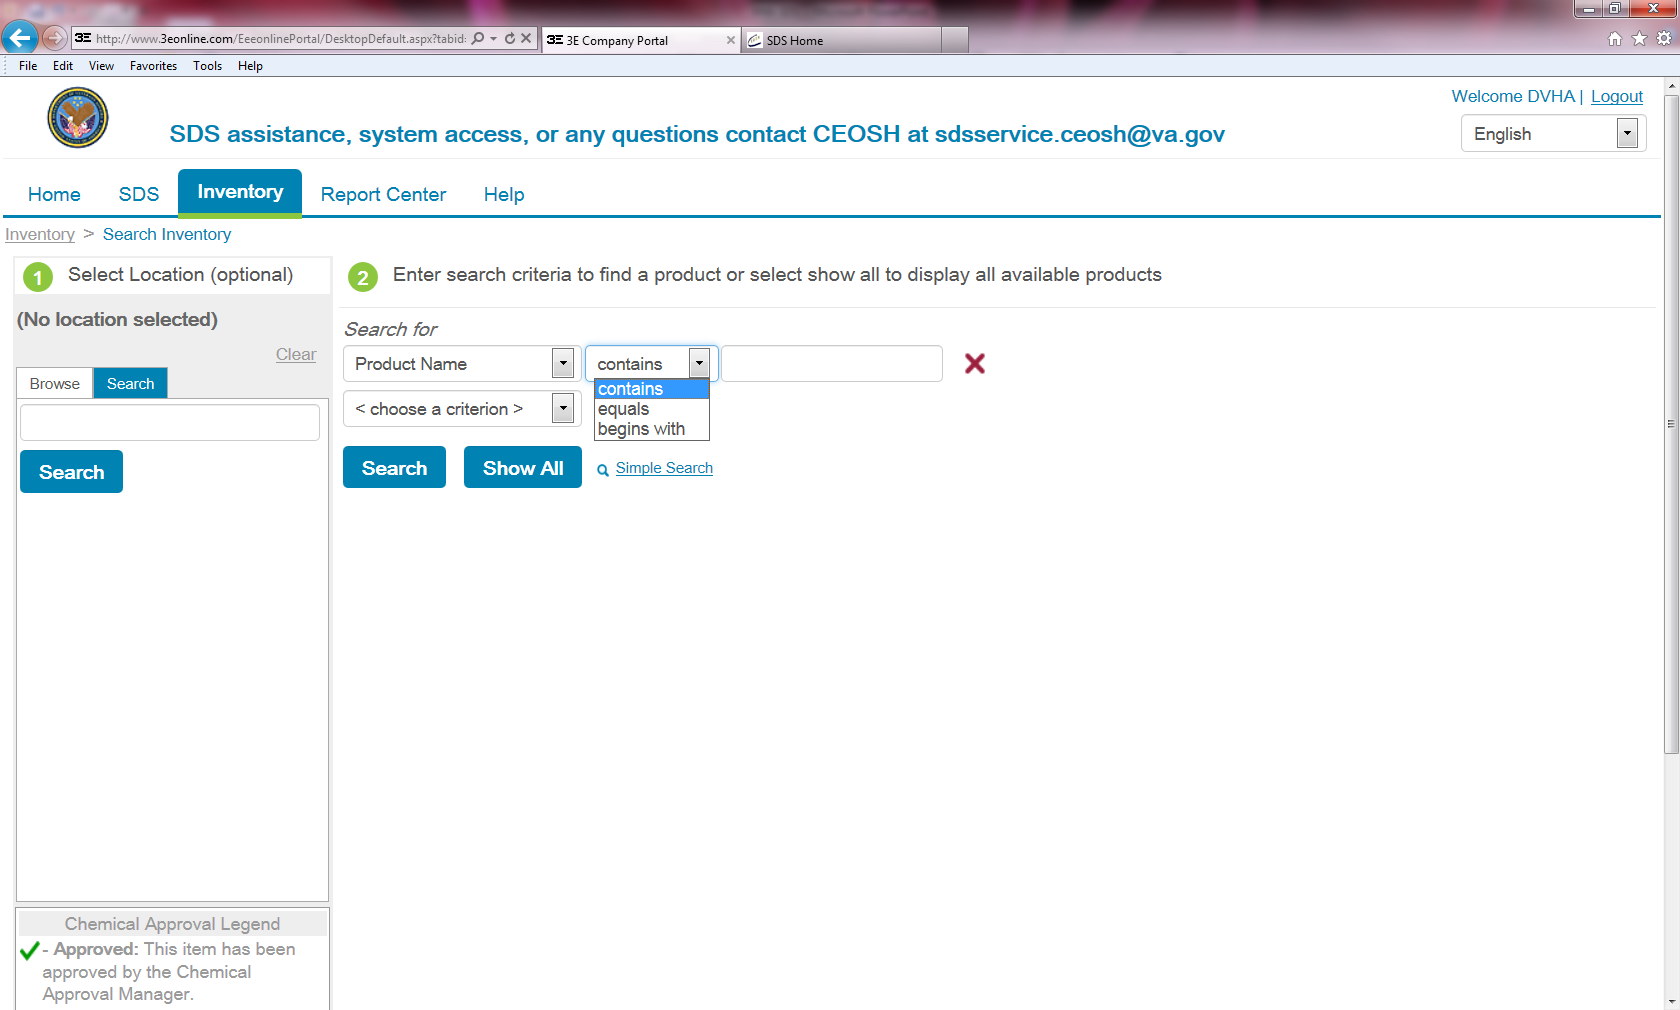 3E http://www.3eonline.com/EeeonlinePortal/DesktopDefault.aspx?tabid:
3E 3E Company Portal
SDS Home
File Edit View Favorites Tools Help
Welcome DVHA | Logout
SDS assistance, system access, or any questions contact CEOSH at sdsservice.ceosh@va.gov
English
Home SDS Inventory Report Center Help
Inventory > Search Inventory
1 Select Location (optional)
2 Enter search criteria to find a product or select show all to display all available products
(No location selected)
Clear
Browse Search
Search
Search for
Product Name contains
contains
equals
begins with
< choose a criterion >
Search Show All Simple Search
Chemical Approval Legend
- Approved: This item has been
approved by the Chemical
Approval Manager.